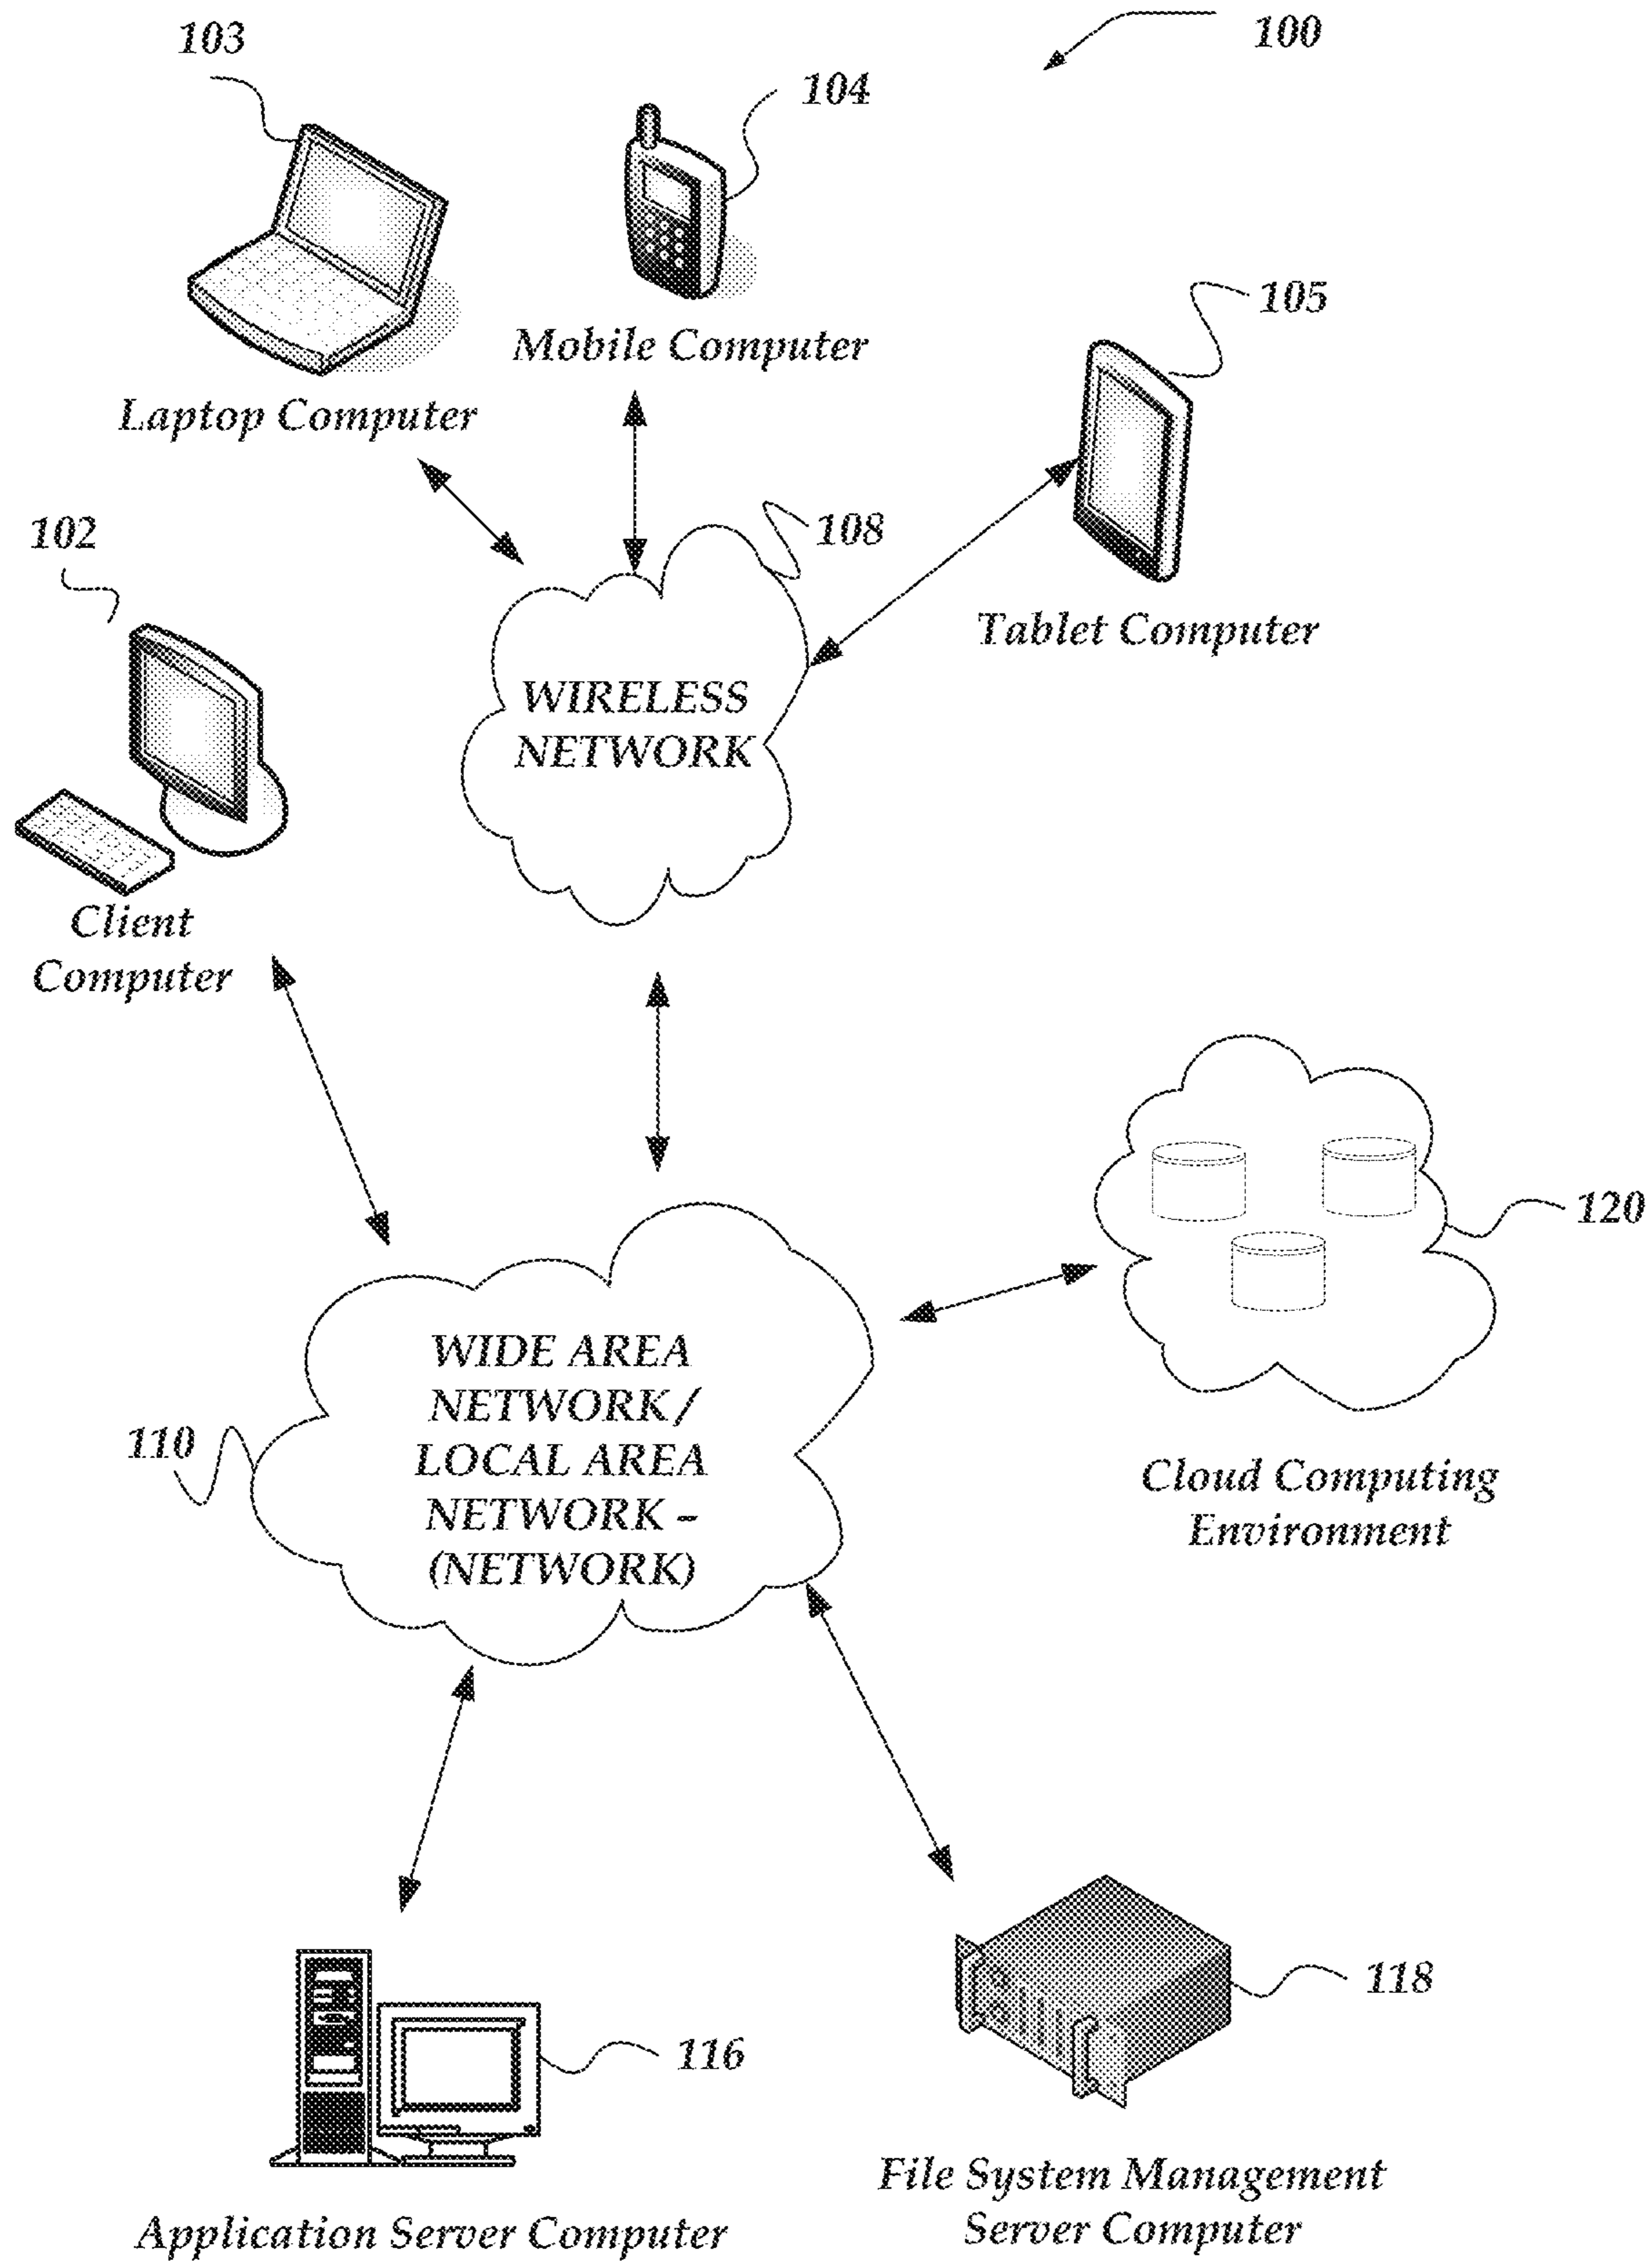 100
103
104
Mobile Computer
105
Laptop Computer
102
108
Tablet Computer
WIRELESS
NETWORK
Client
Computer
120
WIDE AREA
NETWORK /
LOCAL AREA
NETWORK –
(NETWORK)
110
Cloud Computing
Environment
118
116
File System Management
Server Computer
Application Server Computer